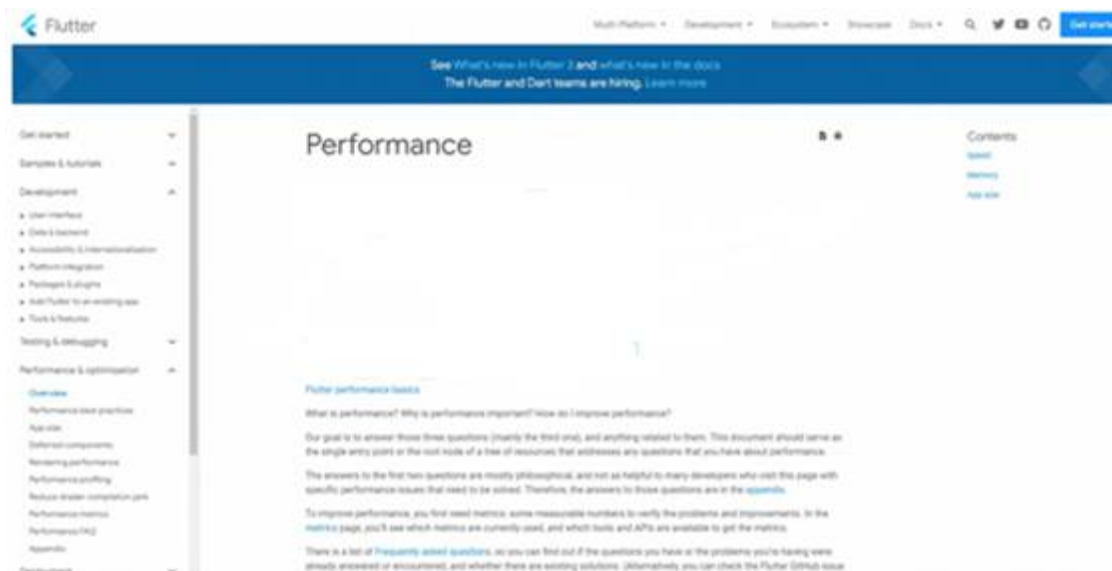 Flutter
Multi-Platform Development Ecosystem Showcase Docs Get started
See What's new in Flutter 3 and what's new in the docs
The Flutter and Dart teams are hiring. Learn more
Get started
Samples & tutorials
Development
User interface
Data & backend
Accessibility & internationalization
Platform integration
Packages & plugins
Add Flutter to an existing app
Tools & features
Testing & debugging
Performance & optimization
Overview
Performance best practices
App size
Deferred components
Rendering performance
Performance profiling
Reduce shader compilation jank
Performance metrics
Performance FAQ
Appendix
Deployment
Performance
Flutter performance basics
What is performance? Why is performance important? How do I improve performance?
Our goal is to answer those three questions (mainly the third one), and anything related to them. This document should serve as
the single entry point or the root node of a tree of resources that addresses any questions that you have about performance.
The answers to the first two questions are mostly philosophical, and not as helpful to many developers who visit this page with
specific performance issues that need to be solved. Therefore, the answers to those questions are in the appendix.
To improve performance, you first need metrics: some measurable numbers to verify the problems and improvements. In the
metrics page, you'll see which metrics are currently used, and which tools and APIs are available to get the metrics.
There is a list of Frequently asked questions, so you can find out if the questions you have or the problems you're having were
already answered or encountered, and whether there are existing solutions. (Alternatively, you can check the Flutter GitHub issue
Contents
Speed
Memory
App size